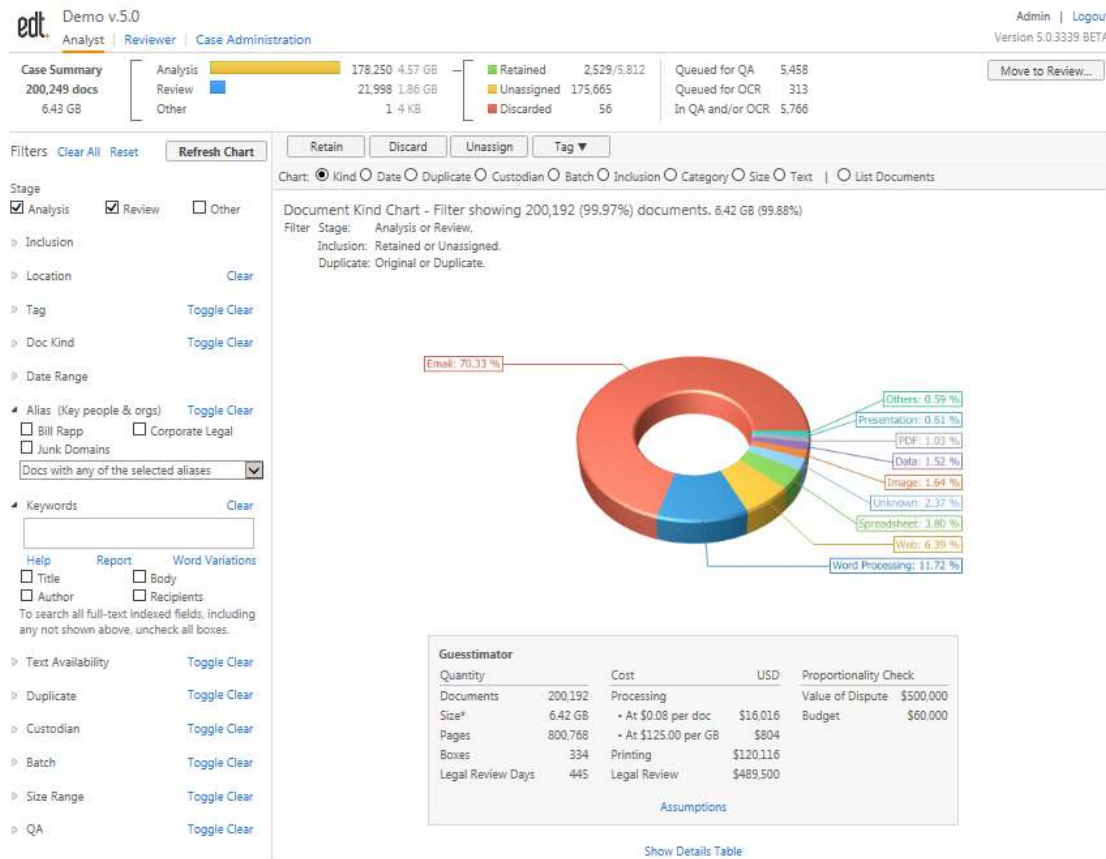 edt. Demo v.5.0 Admin | Logou
Analyst | Reviewer | Case Administration Version 5.0.3339 BETA
Case Summary Analysis 178,250 4.57 GB Retained 2,529/5,812 Queued for QA 5,458 Move to Review...
200,249 docs Review 21,998 1.86 GB Unassigned 175,665 Queued for OCR 313
6.43 GB Other 1 4 KB Discarded 56 In QA and/or OCR 5,766
Filters Clear All Reset Refresh Chart Retain Discard Unassign Tag ▼
Chart: Kind Date Duplicate Custodian Batch Inclusion Category Size Text | List Documents
Stage
Analysis Review Other
Inclusion
Location Clear
Tag Toggle Clear
Doc Kind Toggle Clear
Date Range
Alias (Key people & orgs) Toggle Clear
Bill Rapp Corporate Legal
Junk Domains
Docs with any of the selected aliases
Keywords Clear
Help Report Word Variations
Title Body
Author Recipients
To search all full-text indexed fields, including
any not shown above, uncheck all boxes.
Text Availability Toggle Clear
Duplicate Toggle Clear
Custodian Toggle Clear
Batch Toggle Clear
Size Range Toggle Clear
QA Toggle Clear
Document Kind Chart - Filter showing 200,192 (99.97%) documands. 6.42 GB (99.88%)
Filter Stage: Analysis or Review.
Inclusion: Retained or Unassigned.
Duplicate: Original or Duplicate.
Email: 70.33 %
Others: 0.59 %
Presentation: 0.61 %
PDF: 1.03 %
Data: 1.52 %
Image: 1.64 %
Unknown: 2.37 %
Spreadsheet: 3.80 %
Web: 6.39 %
Word Processing: 11.72 %
Guesstimator
Quantity Cost USD Proportionality Check
Documents 200,192 Processing Value of Dispute $500,000
Size* 6.42 GB • At $0.08 per doc $16,016 Budget $60,000
Pages 800,768 • At $125.00 per GB $804
Boxes 334 Printing $120,116
Legal Review Days 445 Legal Review $489,500
Assumptions
Show Details Table